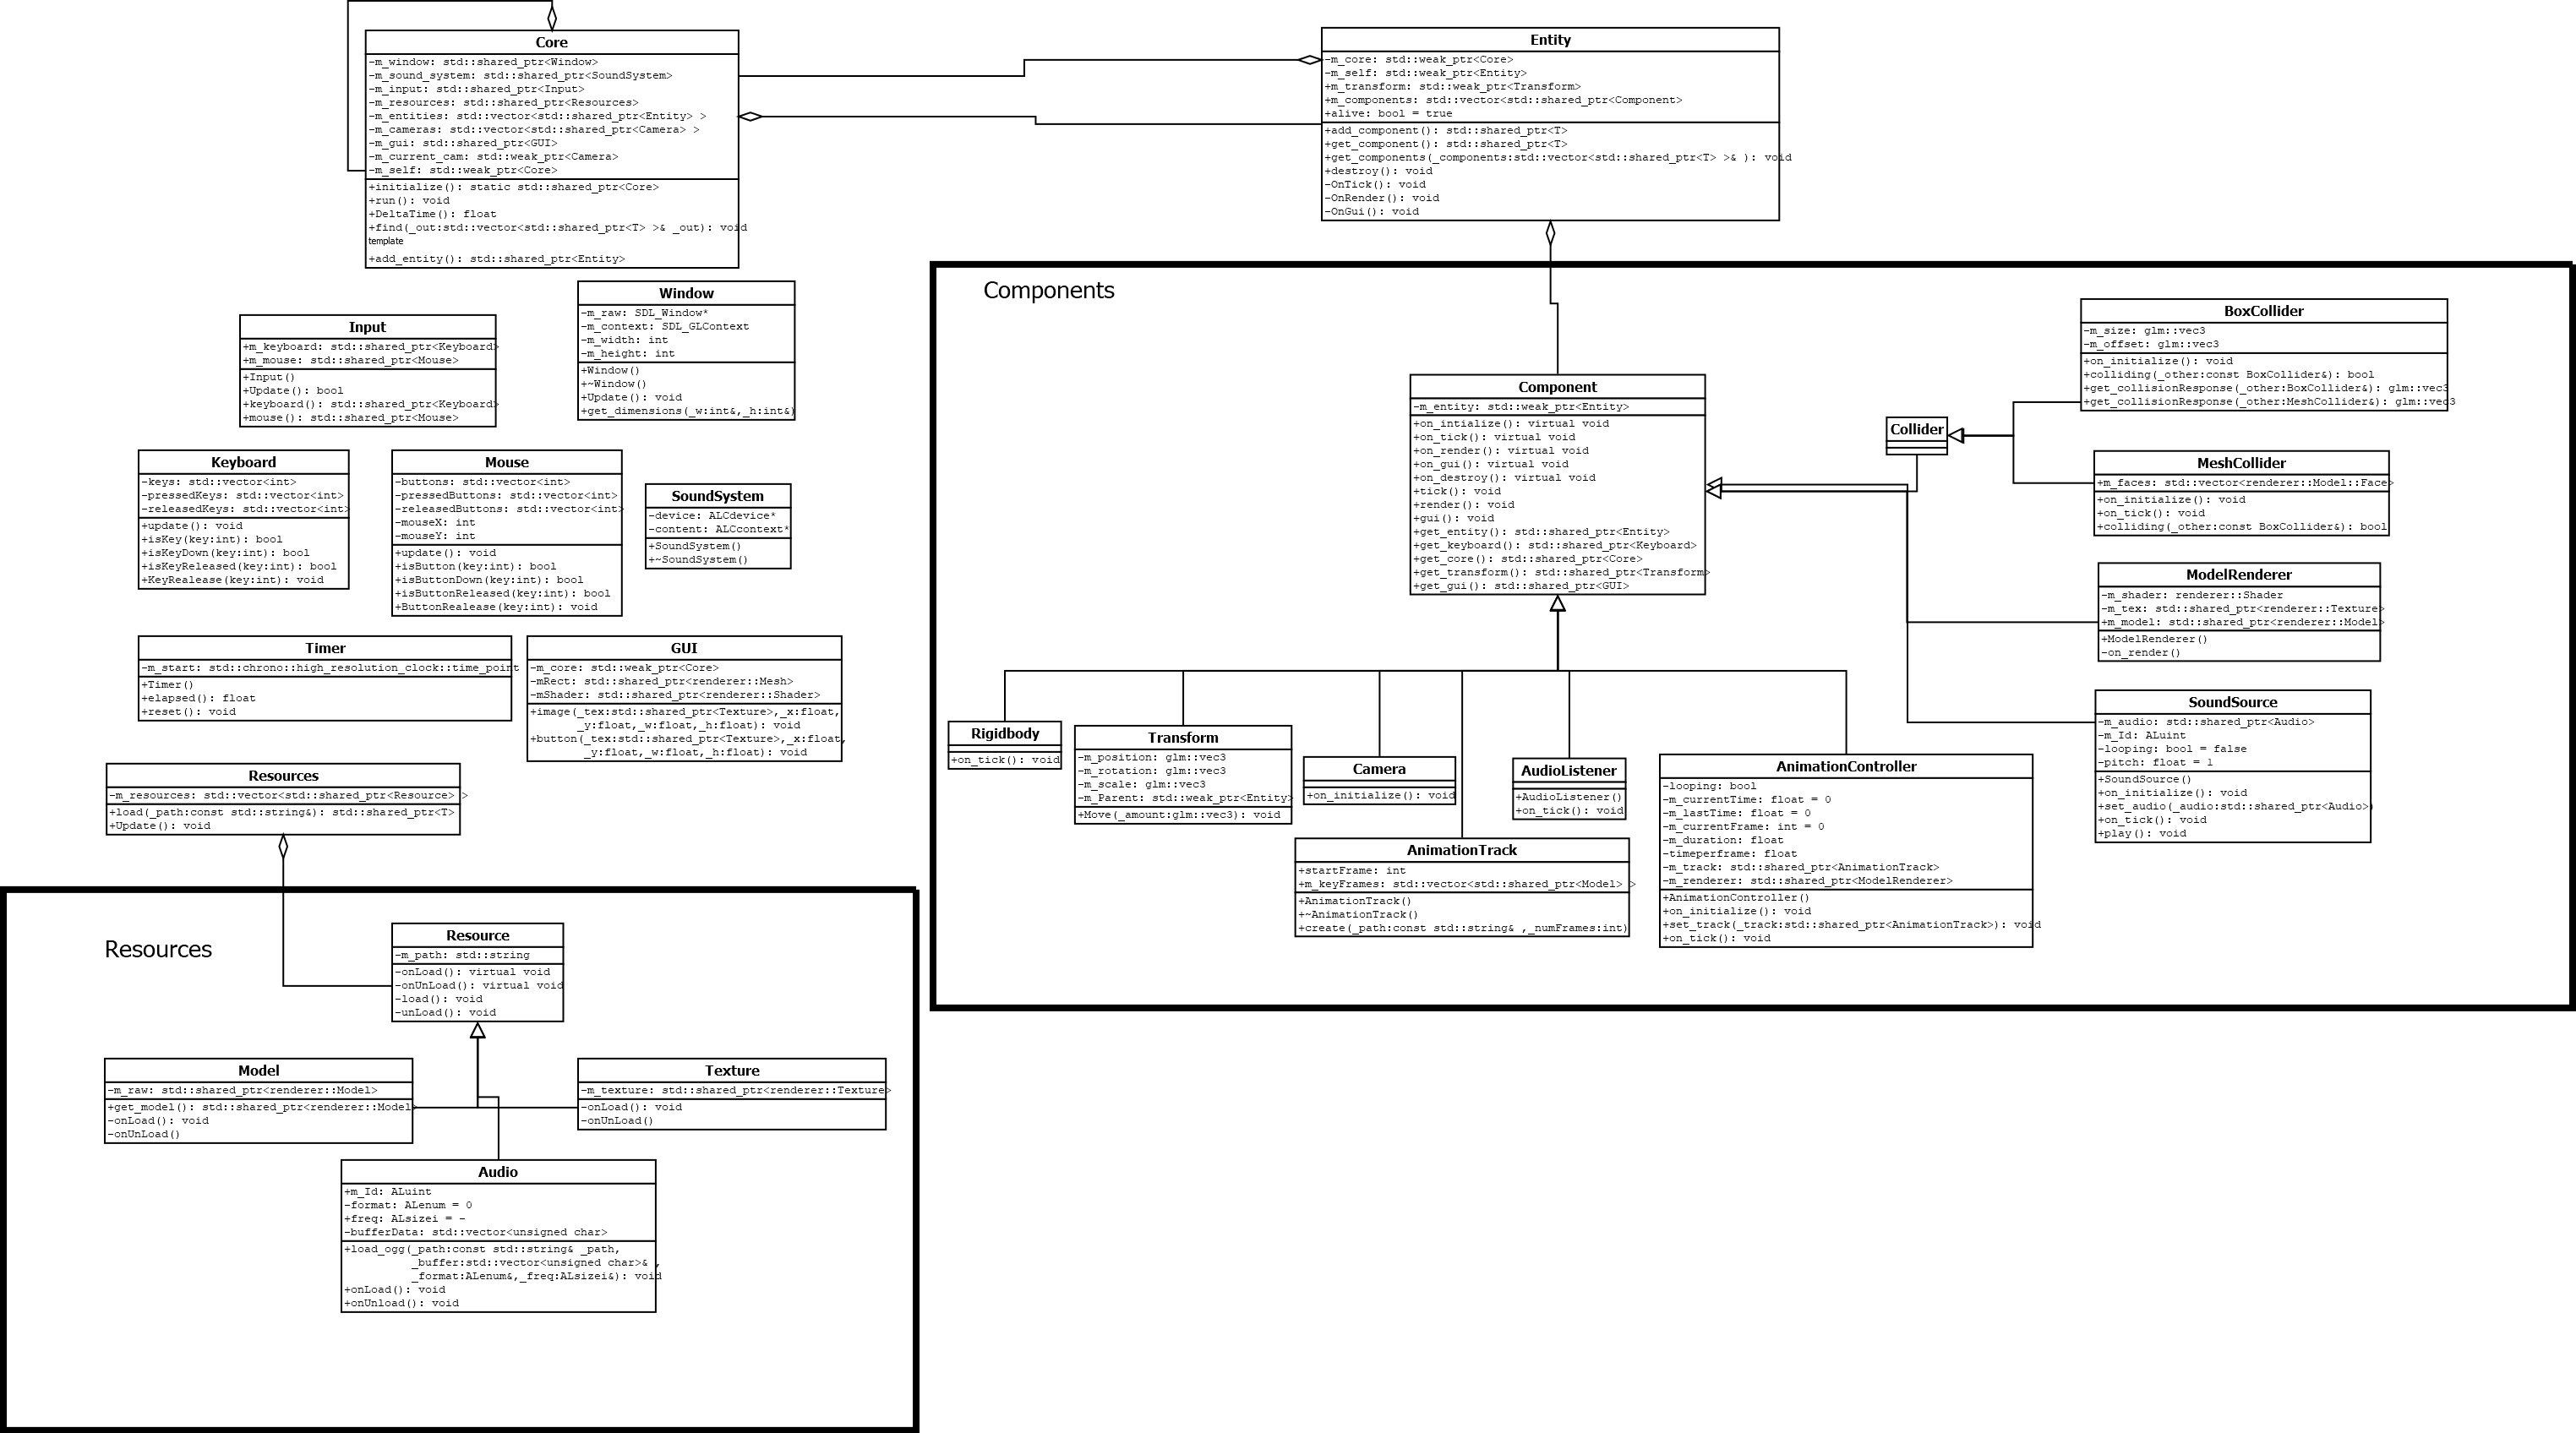 Core
-m_window: std::shared_ptr<Window>
-m_sound_system: std::shared_ptr<SoundSystem>
-m_input: std::shared_ptr<Input>
-m_resources: std::shared_ptr<Resources>
-m_entities: std::vector<std::shared_ptr<Entity> >
-m_cameras: std::vector<std::shared_ptr<Camera> >
-m_gui: std::shared_ptr<GUI>
-m_current_cam: std::weak_ptr<Camera>
-m_self: std::weak_ptr<Core>
+initialize(): static std::shared_ptr<Core>
+run(): void
+DeltaTime(): float
+find(_out:std::vector<std::shared_ptr<T> >& _out): void
template
+add_entity(): std::shared_ptr<Entity>
Entity
-m_core: std::weak_ptr<Core>
-m_self: std::weak_ptr<Entity>
+m_transform: std::weak_ptr<Transform>
+m_components: std::vector<std::shared_ptr<Component>
+alive: bool = true
+add_component(): std::shared_ptr<T>
+get_component(): std::shared_ptr<T>
+get_components(_components:std::vector<std::shared_ptr<T> >& ): void
+destroy(): void
-OnTick(): void
-OnRender(): void
-OnGui(): void
Window
-m_raw: SDL_Window*
-m_context: SDL_GLContext
-m_width: int
-m_height: int
+Window()
+~Window()
+Update(): void
+get_dimensions(_w:int&,_h:int&)
Input
+m_keyboard: std::shared_ptr<Keyboard>
+m_mouse: std::shared_ptr<Mouse>
+Input()
+Update(): bool
+keyboard(): std::shared_ptr<Keyboard>
+mouse(): std::shared_ptr<Mouse>
Keyboard
-keys: std::vector<int>
-pressedKeys: std::vector<int>
-releasedKeys: std::vector<int>
+update(): void
+isKey(key:int): bool
+isKeyDown(key:int): bool
+isKeyReleased(key:int): bool
+KeyRealease(key:int): void
Mouse
-buttons: std::vector<int>
-pressedButtons: std::vector<int>
-releasedButtons: std::vector<int>
-mouseX: int
-mouseY: int
+update(): void
+isButton(key:int): bool
+isButtonDown(key:int): bool
+isButtonReleased(key:int): bool
+ButtonRealease(key:int): void
SoundSystem
-device: ALCdevice*
-content: ALCcontext*
+SoundSystem()
+~SoundSystem()
Timer
-m_start: std::chrono::high_resolution_clock::time_point
+Timer()
+elapsed(): float
+reset(): void
GUI
-m_core: std::weak_ptr<Core>
-mRect: std::shared_ptr<renderer::Mesh>
-mShader: std::shared_ptr<renderer::Shader>
+image(_tex:std::shared_ptr<Texture>,_x:float,
_y:float,_w:float,_h:float): void
+button(_tex:std::shared_ptr<Texture>,_x:float,
_y:float,_w:float,_h:float): void
Resources
-m_resources: std::vector<std::shared_ptr<Resource> >
+load(_path:const std::string&): std::shared_ptr<T>
+Update(): void
Resources
Resource
-m_path: std::string
-onLoad(): virtual void
-onUnLoad(): virtual void
-load(): void
-unLoad(): void
Model
-m_raw: std::shared_ptr<renderer::Model>
+get_model(): std::shared_ptr<renderer::Model>
-onLoad(): void
-onUnLoad()
Texture
-m_texture: std::shared_ptr<renderer::Texture>
-onLoad(): void
-onUnLoad()
Audio
+m_Id: ALuint
-format: ALenum = 0
+freq: ALsizei = -
-bufferData: std::vector<unsigned char>
+load_ogg(_path:const std::string& _path,
_buffer:std::vector<unsigned char>& ,
_format:ALenum&,_freq:ALsizei&): void
+onLoad(): void
+onUnload(): void
Components
Component
-m_entity: std::weak_ptr<Entity>
+on_intialize(): virtual void
+on_tick(): virtual void
+on_render(): virtual void
+on_gui(): virtual void
+on_destroy(): virtual void
+tick(): void
+render(): void
+gui(): void
+get_entity(): std::shared_ptr<Entity>
+get_keyboard(): std::shared_ptr<Keyboard>
+get_core(): std::shared_ptr<Core>
+get_transform(): std::shared_ptr<Transform>
+get_gui(): std::shared_ptr<GUI>
Collider
BoxCollider
-m_size: glm::vec3
-m_offset: glm::vec3
+on_initialize(): void
+colliding(_other:const BoxCollider&): bool
+get_collisionResponse(_other:BoxCollider&): glm::vec3
+get_collisionResponse(_other:MeshCollider&): glm::vec3
MeshCollider
+m_faces: std::vector<renderer::Model::Face>
+on_initialize(): void
+on_tick(): void
+colliding(_other:const BoxCollider&): bool
ModelRenderer
-m_shader: renderer::Shader
-m_tex: std::shared_ptr<renderer::Texture>
+m_model: std::shared_ptr<renderer::Model>
+ModelRenderer()
-on_render()
SoundSource
-m_audio: std::shared_ptr<Audio>
-m_Id: ALuint
-looping: bool = false
-pitch: float = 1
+SoundSource()
+on_initialize(): void
+set_audio(_audio:std::shared_ptr<Audio>)
+on_tick(): void
+play(): void
Rigidbody
+on_tick(): void
Transform
-m_position: glm::vec3
-m_rotation: glm::vec3
-m_scale: glm::vec3
-m_Parent: std::weak_ptr<Entity>
+Move(_amount:glm::vec3): void
Camera
+on_initialize(): void
AudioListener
+AudioListener()
+on_tick(): void
AnimationTrack
+startFrame: int
+m_keyFrames: std::vector<std::shared_ptr<Model> >
+AnimationTrack()
+~AnimationTrack()
+create(_path:const std::string& ,_numFrames:int)
AnimationController
-looping: bool
-m_currentTime: float = 0
-m_lastTime: float = 0
-m_currentFrame: int = 0
-m_duration: float
-timeperframe: float
-m_track: std::shared_ptr<AnimationTrack>
-m_renderer: std::shared_ptr<ModelRenderer>
+AnimationController()
+on_initialize(): void
+set_track(_track:std::shared_ptr<AnimationTrack>): void
+on_tick(): void